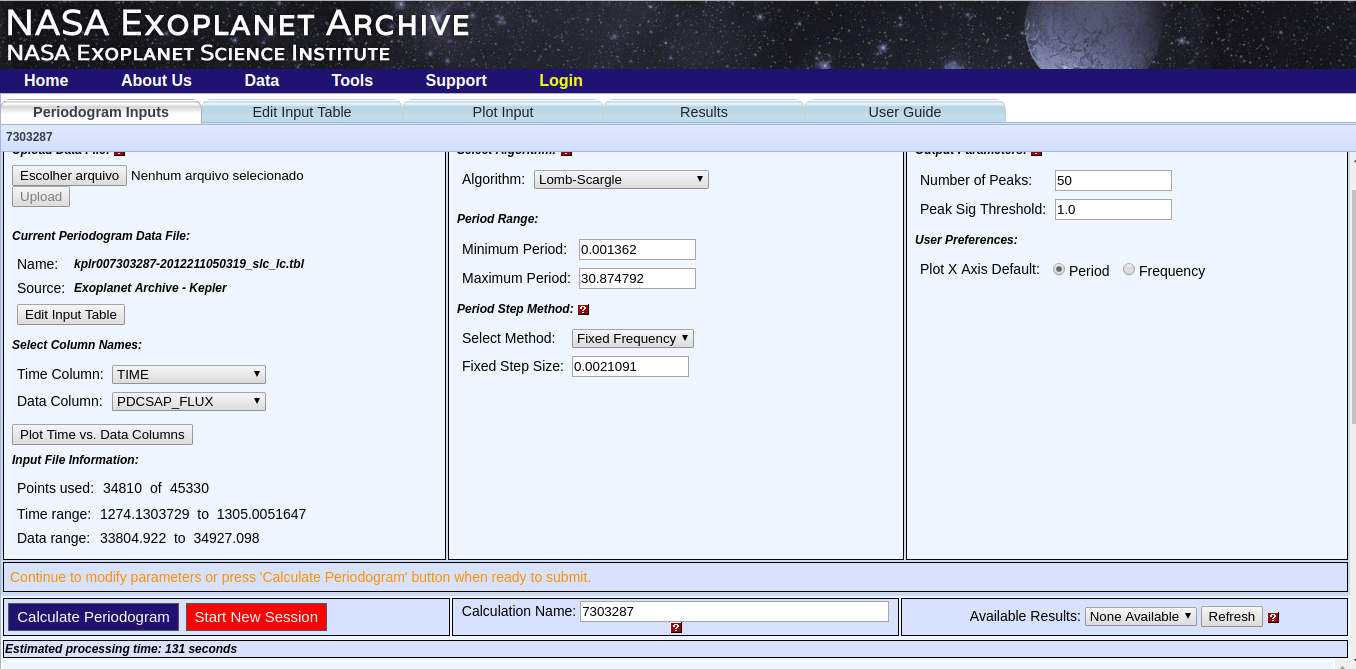 NASA EXOPLANET ARCHIVE
NASA EXOPLANET SCIENCE INSTITUTE
Home About Us Data Tools Support Login
Periodogram Inputs Edit Input Table Plot Input Results User Guide
7303287
Upload Data File: ?
Escolher arquivo Nenhum arquivo selecionado
Upload
Current Periodogram Data File:
Name: kplr007303287-2012211050319_slc_lc.tbl
Source: Exoplanet Archive - Kepler
Edit Input Table
Select Column Names:
Time Column: TIME
Data Column: PDCSAP_FLUX
Plot Time vs. Data Columns
Input File Information:
Points used: 34810 of 45330
Time range: 1274.1303729 to 1305.0051647
Data range: 33804.922 to 34927.098
Select Algorithm: ?
Algorithm: Lomb-Scargle
Period Range:
Minimum Period: 0.001362
Maximum Period: 30.874792
Period Step Method: ?
Select Method: Fixed Frequency
Fixed Step Size: 0.0021091
Output Parameters: ?
Number of Peaks: 50
Peak Sig Threshold: 1.0
User Preferences:
Plot X Axis Default: Period Frequency
Continue to modify parameters or press 'Calculate Periodogram' button when ready to submit.
Calculate Periodogram Start New Session
Calculation Name: 7303287
?
Available Results: None Available Refresh ?
Estimated processing time: 131 seconds